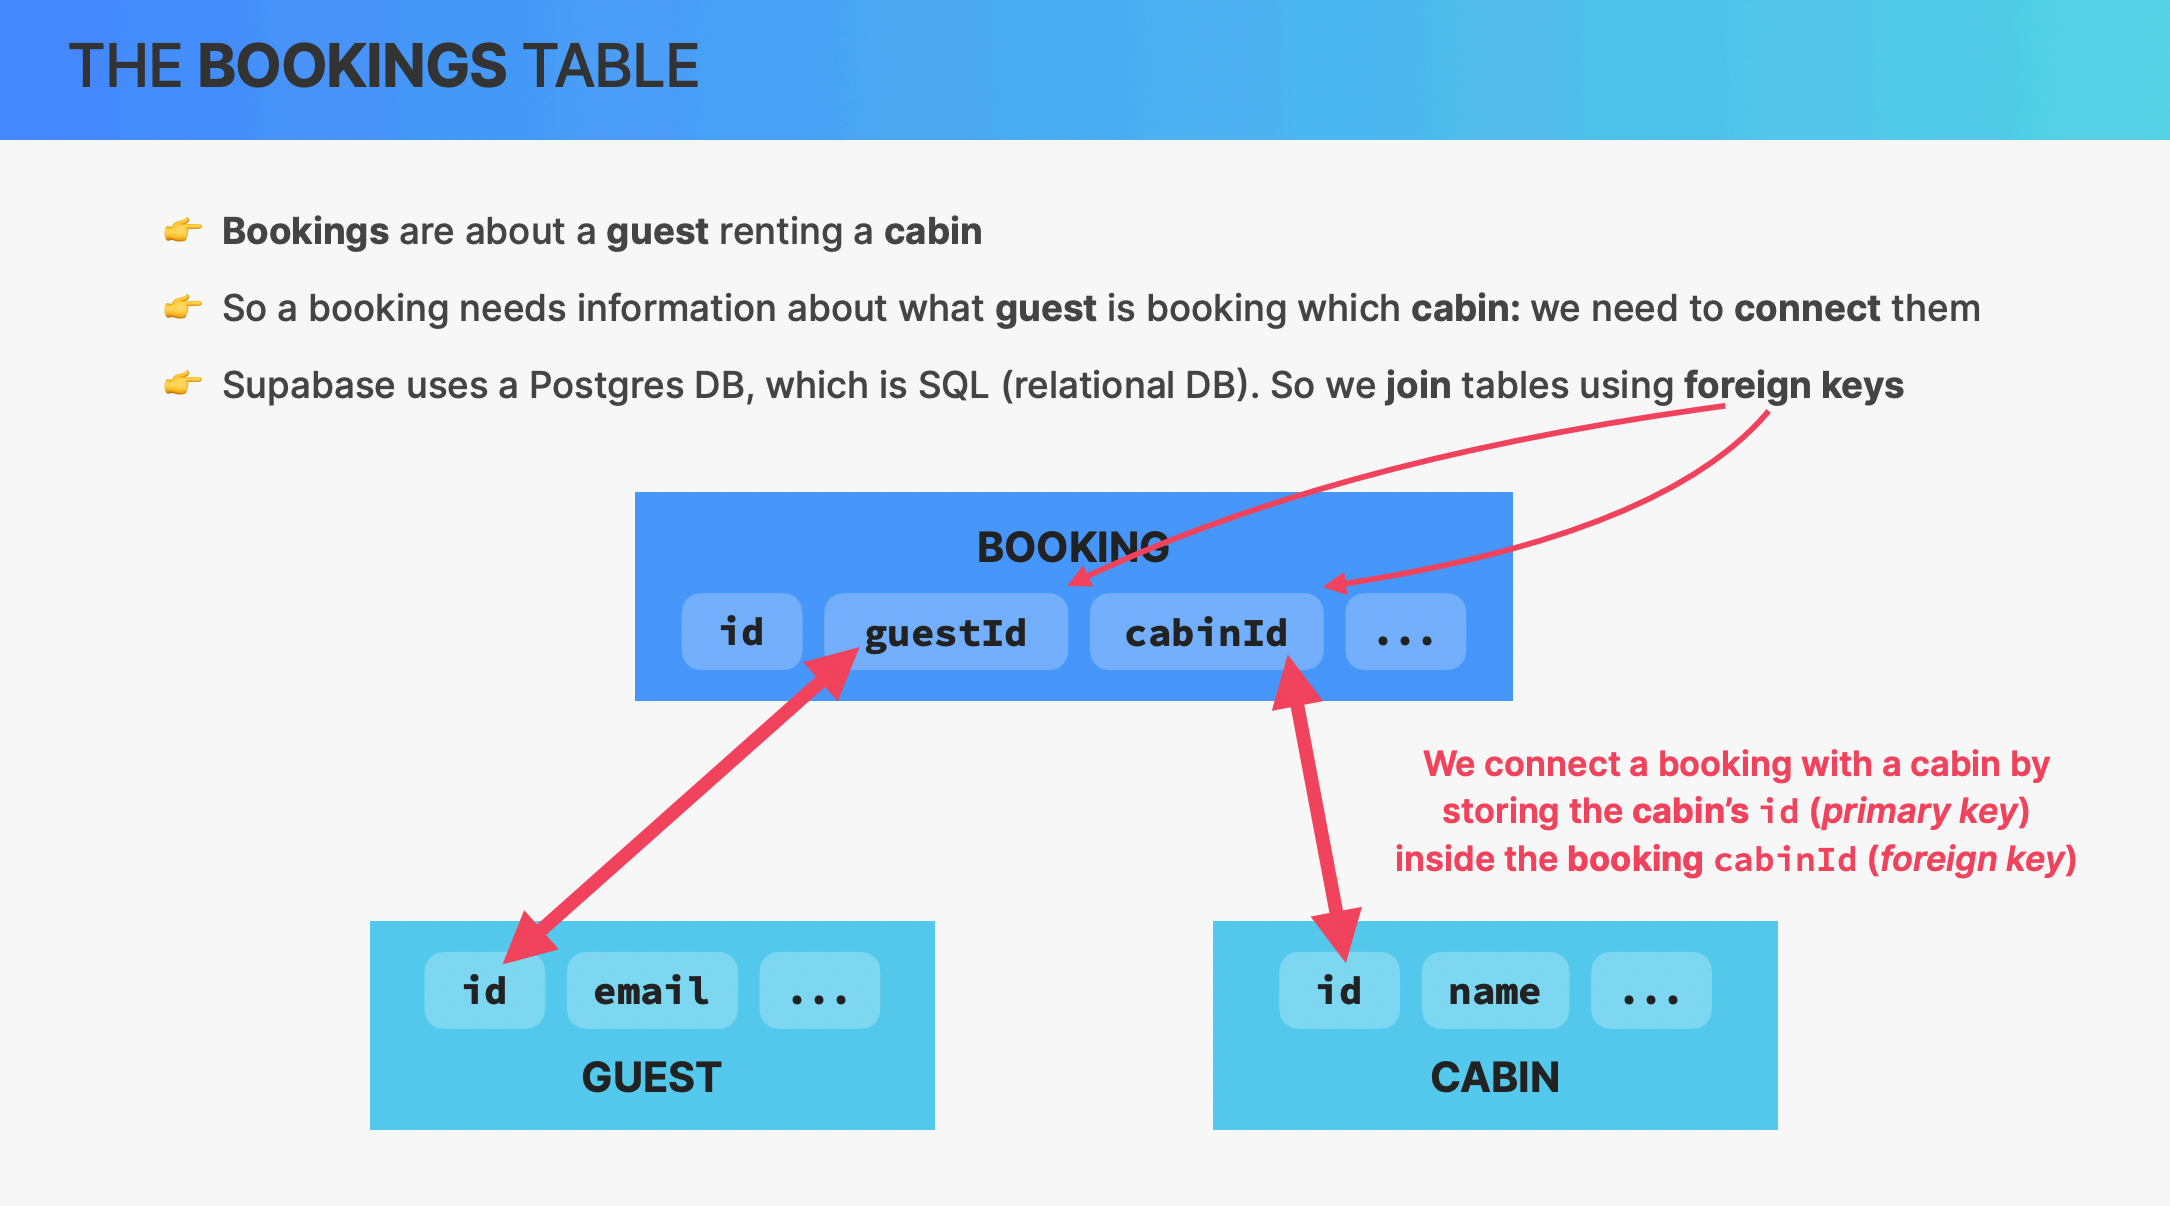 THE BOOKINGS TABLE
👉 Bookings are about a guest renting a cabin
👉 So a booking needs information about what guest is booking which cabin: we need to connect them
👉 Supabase uses a Postgres DB, which is SQL (relational DB). So we join tables using foreign keys
BOOKING
id guestId cabinId ...
We connect a booking with a cabin by
storing the cabin’s id (primary key)
inside the booking cabinId (foreign key)
id email ...
GUEST
id name ...
CABIN